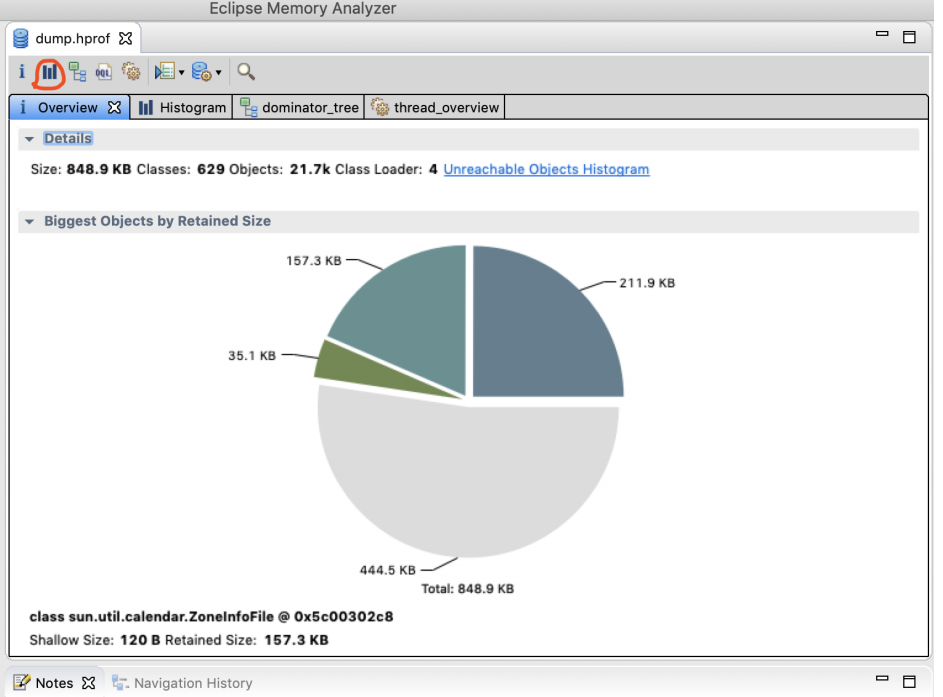 Eclipse Memory Analyzer
dump.hprof
i OQL
i Overview Histogram dominator_tree thread_overview
Details
Size: 848.9 KB Classes: 629 Objects: 21.7k Class Loader: 4 Unreachable Objects Histogram
Biggest Objects by Retained Size
157.3 KB
211.9 KB
35.1 KB
444.5 KB
Total: 848.9 KB
class sun.util.calendar.ZoneInfoFile @ 0x5c00302c8
Shallow Size: 120 B Retained Size: 157.3 KB
Notes Navigation History